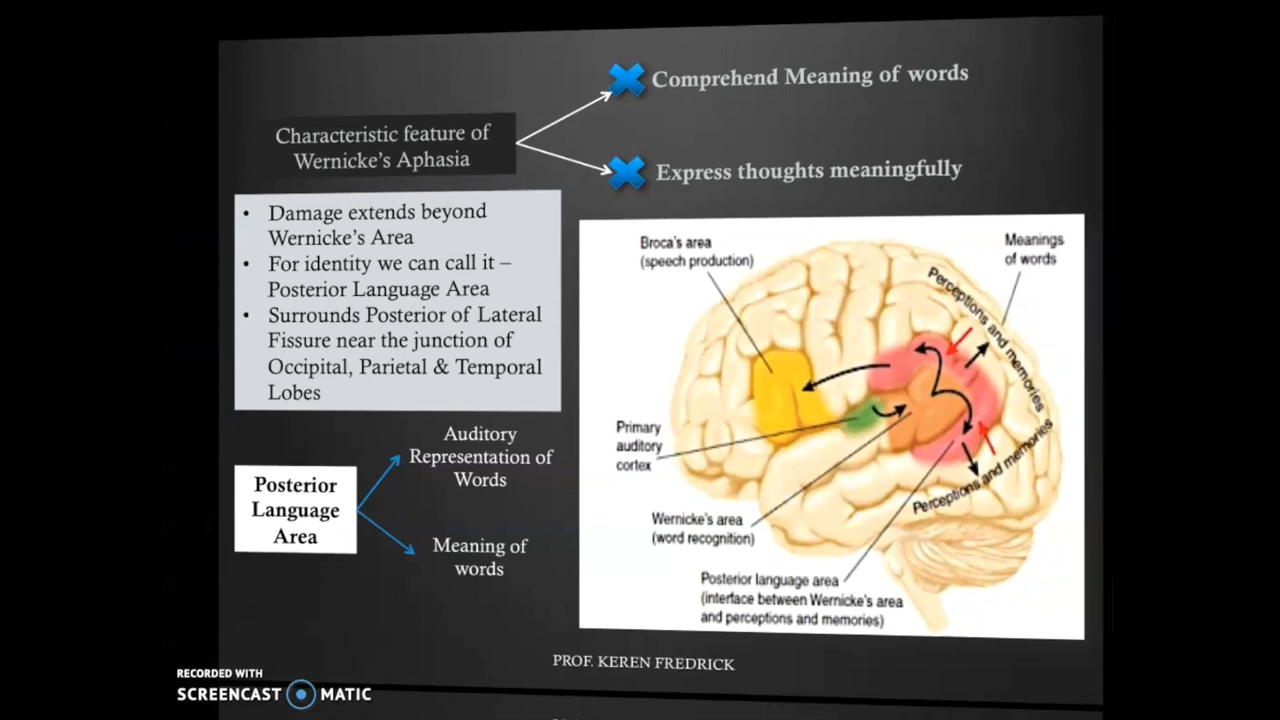 Comprehend Meaning of words
Characteristic feature of
Wernicke's Aphasia
Express thoughts meaningfully
• Damage extends beyond
Wernicke's Area
• For identity we can call it –
Posterior Language Area
• Surrounds Posterior of Lateral
Fissure near the junction of
Occipital, Parietal & Temporal
Lobes
Auditory
Representation of
Words
Posterior
Language
Area
Meaning of
words
Broca's area
(speech production)
Meanings
of words
Perceptions and memories
Primary
auditory
cortex
Perceptions and memories
Wernicke's area
(word recognition)
Posterior language area
(interface between Wernicke's area
and perceptions and memories)
PROF. KEREN FREDRICK
RECORDED WITH
SCREENCAST MATIC